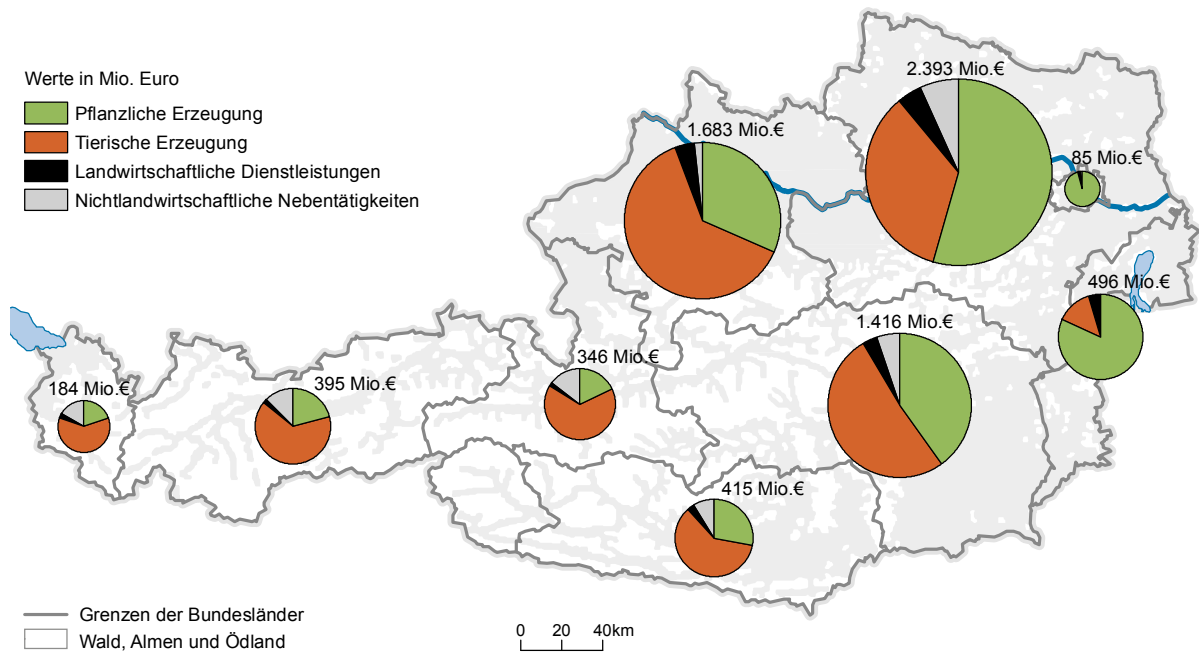 Werte in Mio. Euro
Pflanzliche Erzeugung
Tierische Erzeugung
Landwirtschaftliche Dienstleistungen
Nichtlandwirtschaftliche Nebentätigkeiten
2.393 Mio.€
1.683 Mio.€
85 Mio.€
496 Mio.€
1.416 Mio.€
346 Mio.€
395 Mio.€
184 Mio.€
415 Mio.€
Grenzen der Bundesländer
Wald, Almen und Ödland
0 20 40km